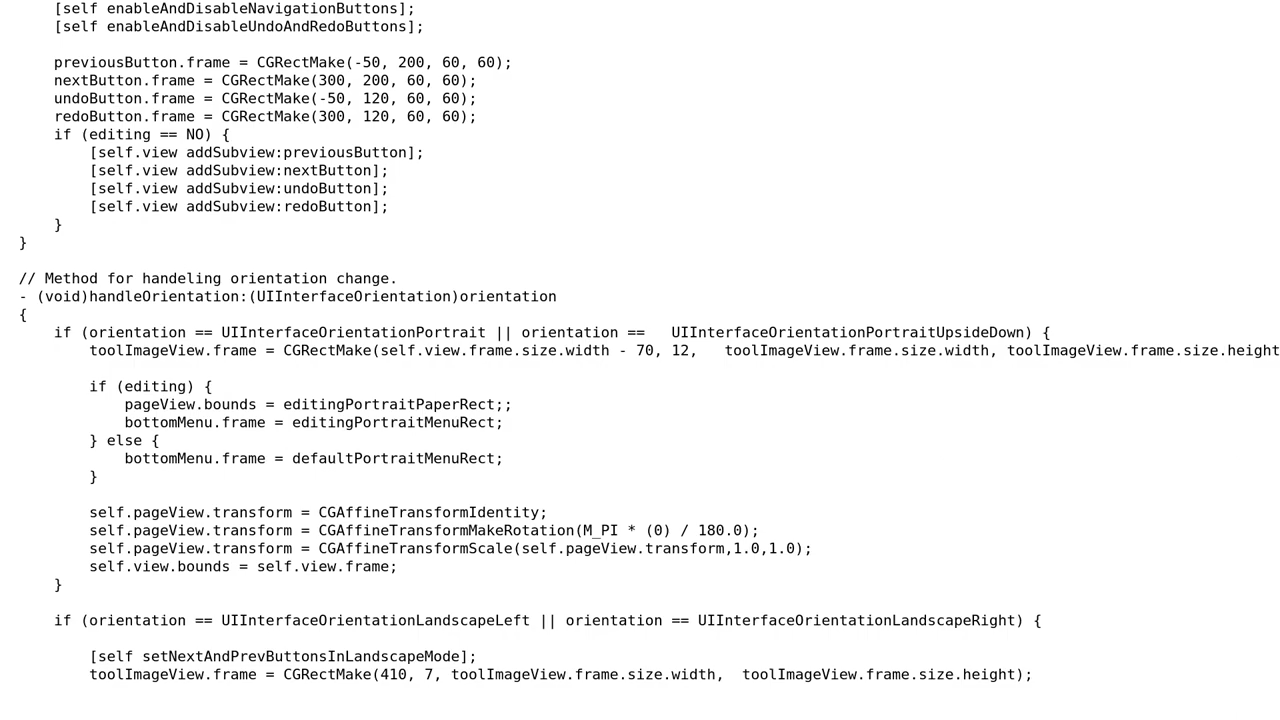 [self enableAndDisableNavigationButtons];
[self enableAndDisableUndoAndRedoButtons];
previousButton.frame = CGRectMake(-50, 200, 60, 60);
nextButton.frame = CGRectMake(300, 200, 60, 60);
undoButton.frame = CGRectMake(-50, 120, 60, 60);
redoButton.frame = CGRectMake(300, 120, 60, 60);
if (editing == NO) {
[self.view addSubview:previousButton];
[self.view addSubview:nextButton];
[self.view addSubview:undoButton];
[self.view addSubview:redoButton];
}
}
// Method for handeling orientation change.
- (void)handleOrientation:(UIInterfaceOrientation)orientation
{
if (orientation == UIInterfaceOrientationPortrait || orientation ==   UIInterfaceOrientationPortraitUpsideDown) {
toolImageView.frame = CGRectMake(self.view.frame.size.width - 70, 12,   toolImageView.frame.size.width, toolImageView.frame.size.height
if (editing) {
pageView.bounds = editingPortraitPaperRect;;
bottomMenu.frame = editingPortraitMenuRect;
} else {
bottomMenu.frame = defaultPortraitMenuRect;
}
self.pageView.transform = CGAffineTransformIdentity;
self.pageView.transform = CGAffineTransformMakeRotation(M_PI * (0) / 180.0);
self.pageView.transform = CGAffineTransformScale(self.pageView.transform,1.0,1.0);
self.view.bounds = self.view.frame;
}
if (orientation == UIInterfaceOrientationLandscapeLeft || orientation == UIInterfaceOrientationLandscapeRight) {
[self setNextAndPrevButtonsInLandscapeMode];
toolImageView.frame = CGRectMake(410, 7, toolImageView.frame.size.width,  toolImageView.frame.size.height);